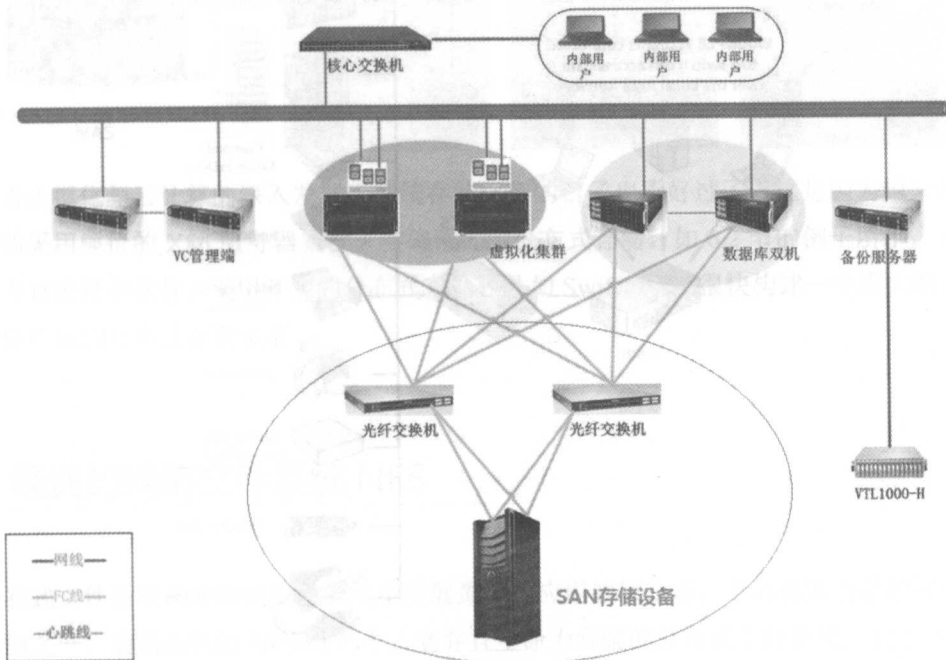 核心交换机
内部用户
内部用户
内部用户
VC管理端
虚拟化集群
数据库双机
备份服务器
光纤交换机
光纤交换机
VTL1000-H
SAN存储设备
网线
FC线
心跳线